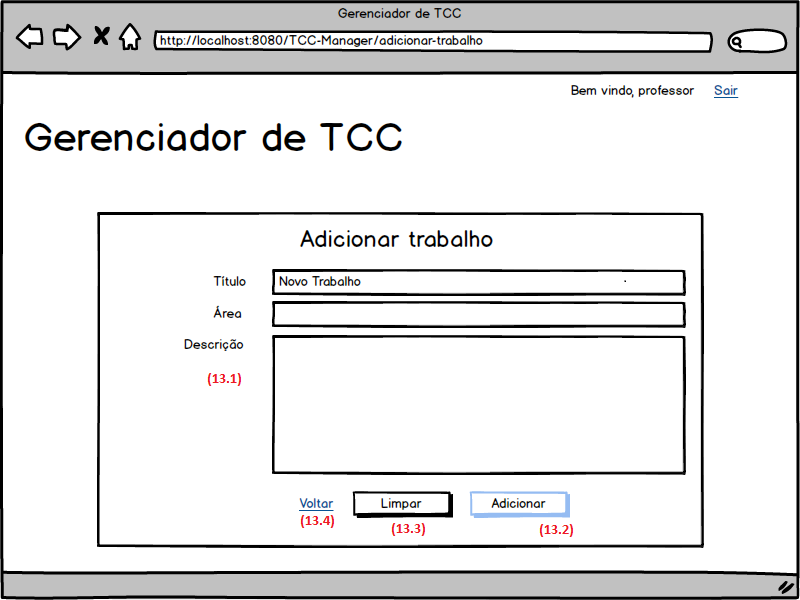 Gerenciador de TCC
http://localhost:8080/TCC-Manager/adicionar-trabalho
Bem vindo, professor Sair
Gerenciador de TCC
Adicionar trabalho
Título Novo Trabalho
Área
Descrição
(13.1)
Voltar Limpar Adicionar
(13.4) (13.3) (13.2)